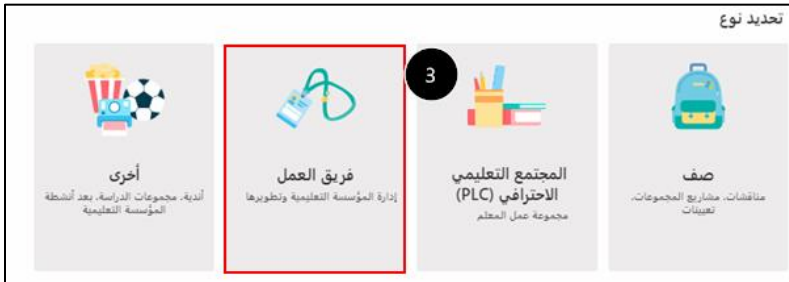 تحديد نوع
3
صف
مناقشات، مشاريع المجموعات،
تعيينات
المجتمع التعليمي
الاحترافي (PLC)
مجموعة عمل المعلم
فريق العمل
إدارة المؤسسة التعليمية وتطويرها
أخرى
أندية، مجموعات الدراسة، بعد أنشطة
المؤسسة التعليمية